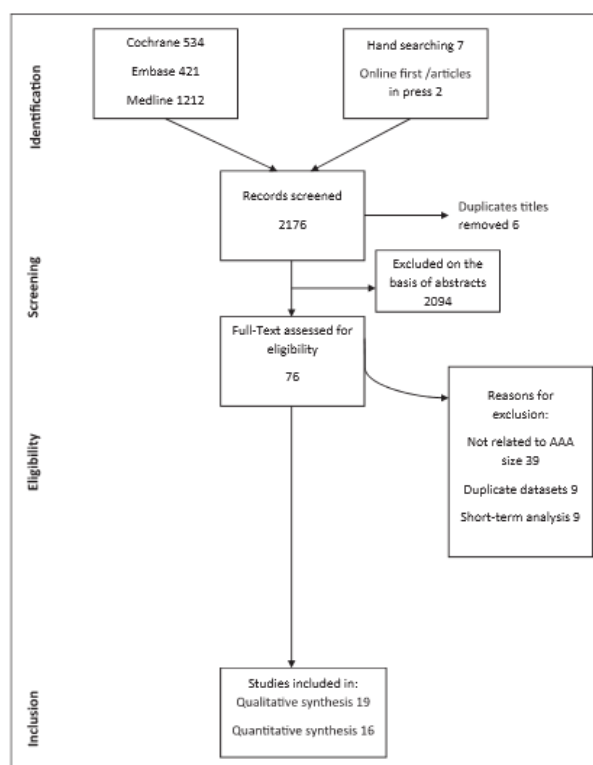 Identification
Cochrane 534
Embase 421
Medline 1212
Hand searching 7
Online first /articles
in press 2
Records screened
2176
Duplicates titles
removed 6
Screening
Excluded on the
basis of abstracts
2094
Full-Text assessed for
eligibility
76
Eligibility
Reasons for
exclusion:
Not related to AAA
size 39
Duplicate datasets 9
Short-term analysis 9
Inclusion
Studies included in:
Qualitative synthesis 19
Quantitative synthesis 16